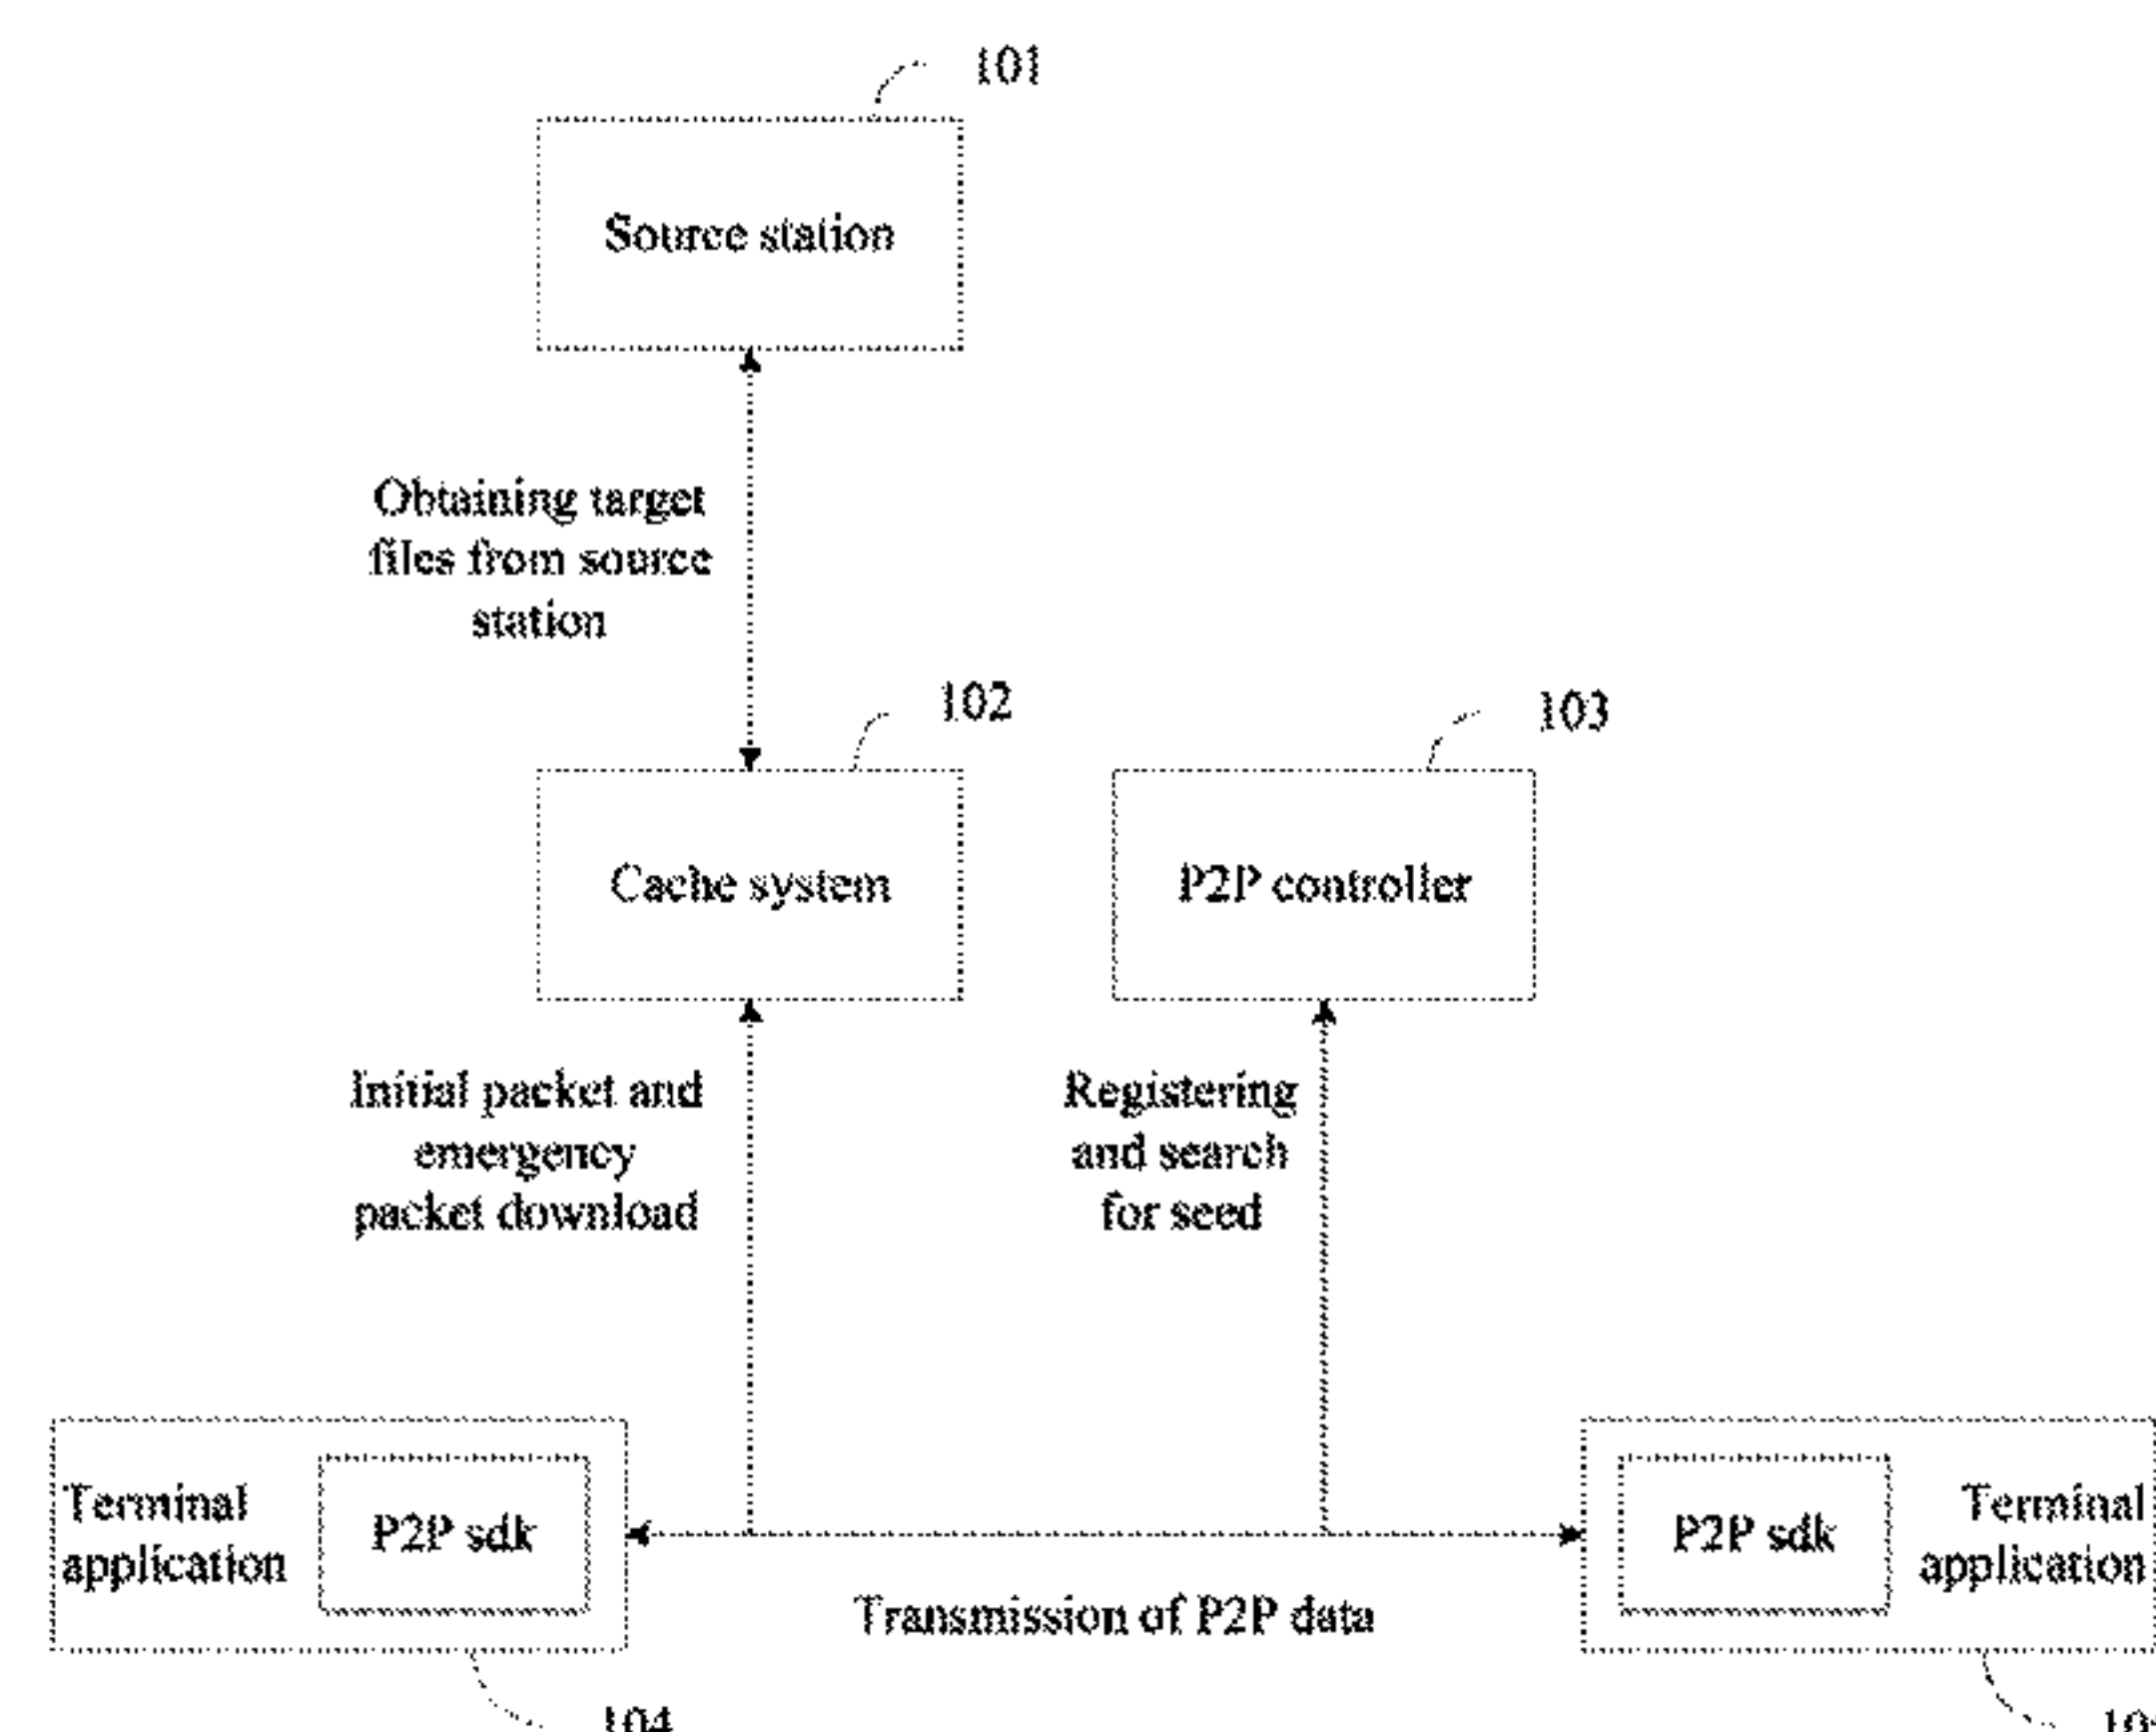 101
Source station
Obtaining target
files from source
station
102
103
Cache system
P2P controller
Initial packet and
emergency
packet download
Registering
and search
for seed
Terminal
application
P2P sdk
P2P sdk
Terminal
application
Transmission of P2P data
104